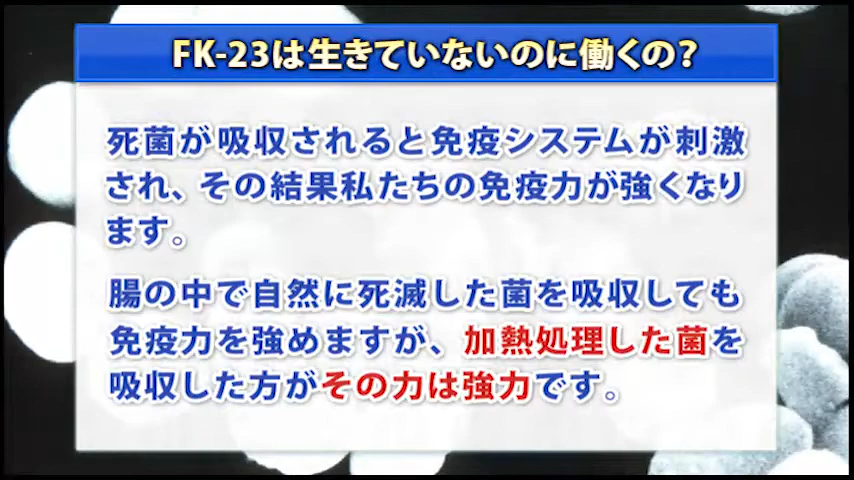 FK-23は生きていないのに働くの？
死菌が吸収されると免疫システムが刺激
され、その結果私たちの免疫力が強くなり
ます。
腸の中で自然に死滅した菌を吸収しても
免疫力を強めますが、加熱処理した菌を
吸収した方がその力は強力です。